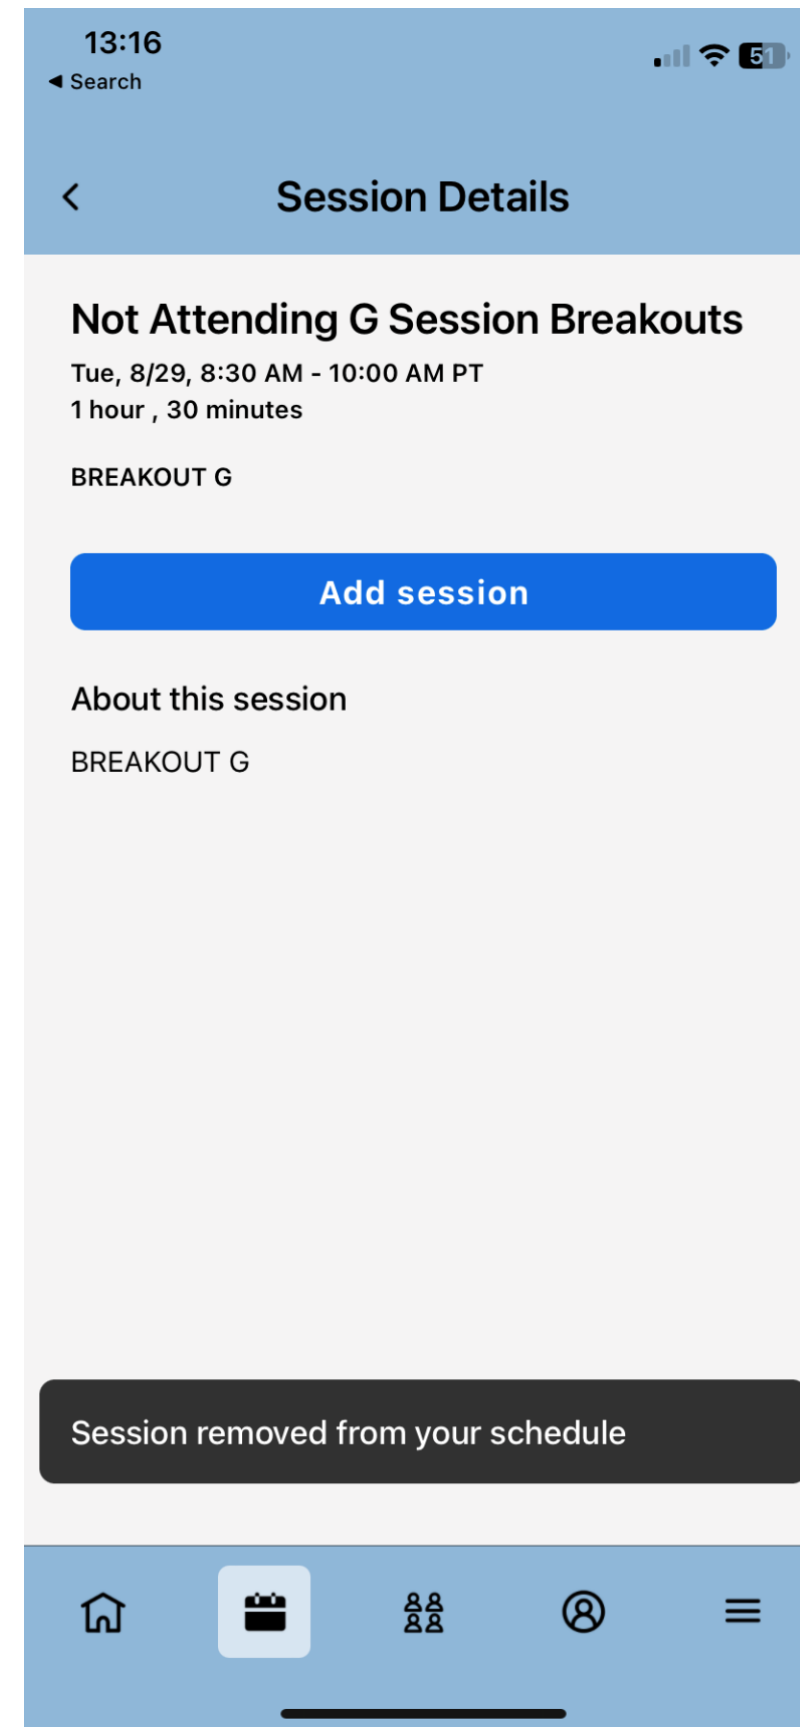 13:16
◀ Search
51
Session Details
Not Attending G Session Breakouts
Tue, 8/29, 8:30 AM - 10:00 AM PT
1 hour , 30 minutes
BREAKOUT G
Add session
About this session
BREAKOUT G
Session removed from your schedule